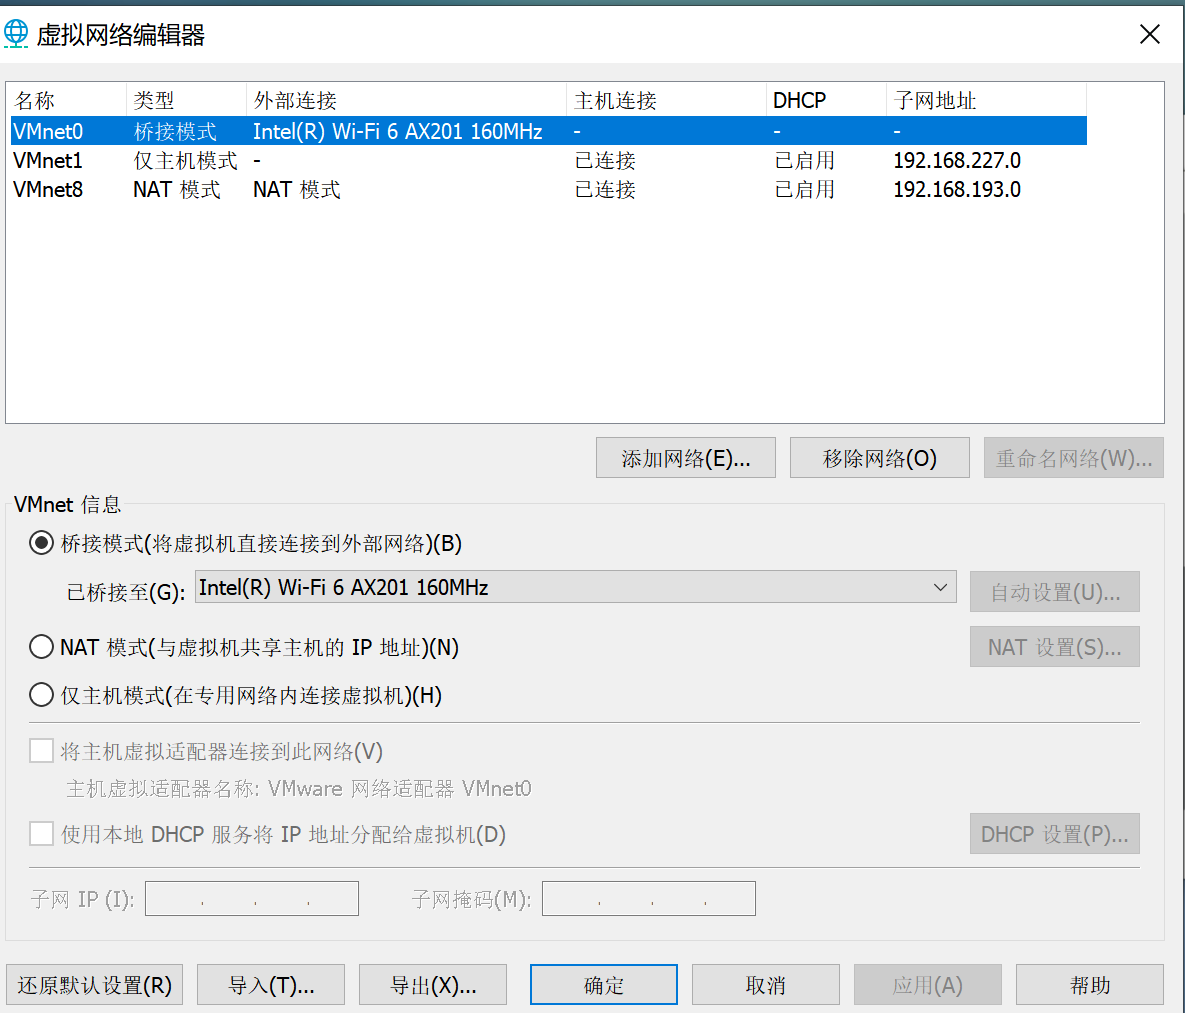 虚拟网络编辑器
名称 类型 外部连接 主机连接 DHCP 子网地址
VMnet0 桥接模式 Intel(R) Wi-Fi 6 AX201 160MHz - - -
VMnet1 仅主机模式 - 已连接 已启用 192.168.227.0
VMnet8 NAT 模式 NAT 模式 已连接 已启用 192.168.193.0
添加网络(E)... 移除网络(O) 重命名网络(W)...
VMnet 信息
桥接模式(将虚拟机直接连接到外部网络)(B)
已桥接至(G): Intel(R) Wi-Fi 6 AX201 160MHz 自动设置(U)...
NAT 模式(与虚拟机共享主机的 IP 地址)(N) NAT 设置(S)...
仅主机模式(在专用网络内连接虚拟机)(H)
将主机虚拟适配器连接到此网络(V)
主机虚拟适配器名称: VMware 网络适配器 VMnet0
使用本地 DHCP 服务将 IP 地址分配给虚拟机(D) DHCP 设置(P)...
子网 IP (I): . . . 子网掩码(M): . . .
还原默认设置(R) 导入(T)... 导出(X)... 确定 取消 应用(A) 帮助